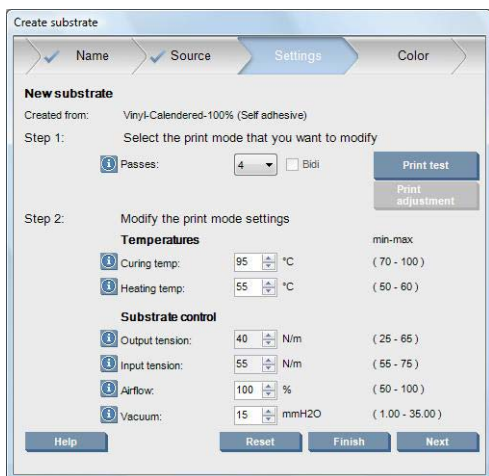 Create substrate
Name Source Settings Color
New substrate
Created from: Vinyl-Calendered-100% (Self adhesive)
Step 1: Select the print mode that you want to modify
Passes: 4 Bidi Print test
Print
adjustment
Step 2: Modify the print mode settings
Temperatures min-max
Curing temp: 95 °C ( 70 - 100 )
Heating temp: 55 °C ( 50 - 60 )
Substrate control
Output tension: 40 N/m ( 25 - 65 )
Input tension: 55 N/m ( 55 - 75 )
Airflow: 100 % ( 50 - 100 )
Vacuum: 15 mmH2O ( 1.00 - 35.00 )
Help Reset Finish Next